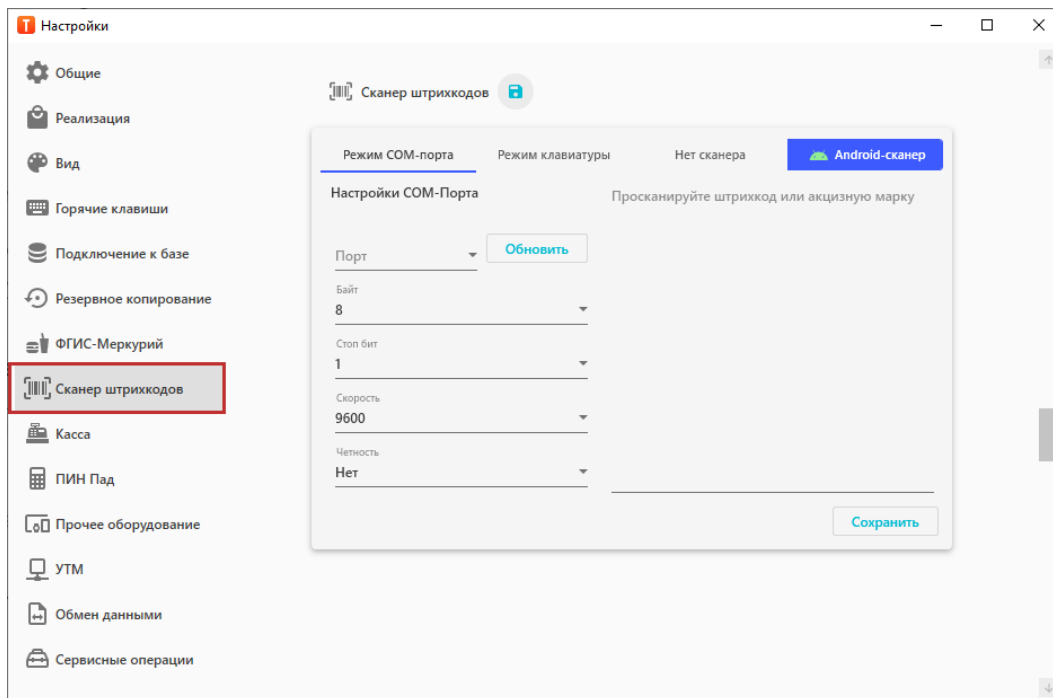 Настройки
Общие
Реализация
Вид
Горячие клавиши
Подключение к базе
Резервное копирование
ФГИС-Меркурий
Сканер штрихкодов
Касса
ПИН Пад
Прочее оборудование
УТМ
Обмен данными
Сервисные операции
Сканер штрихкодов
Режим COM-порта Режим клавиатуры Нет сканера Android-сканер
Настройки COM-Порта
Просканируйте штрихкод или акцизную марку
Порт Обновить
Байт
8
Стоп бит
1
Скорость
9600
Четность
Нет
Сохранить